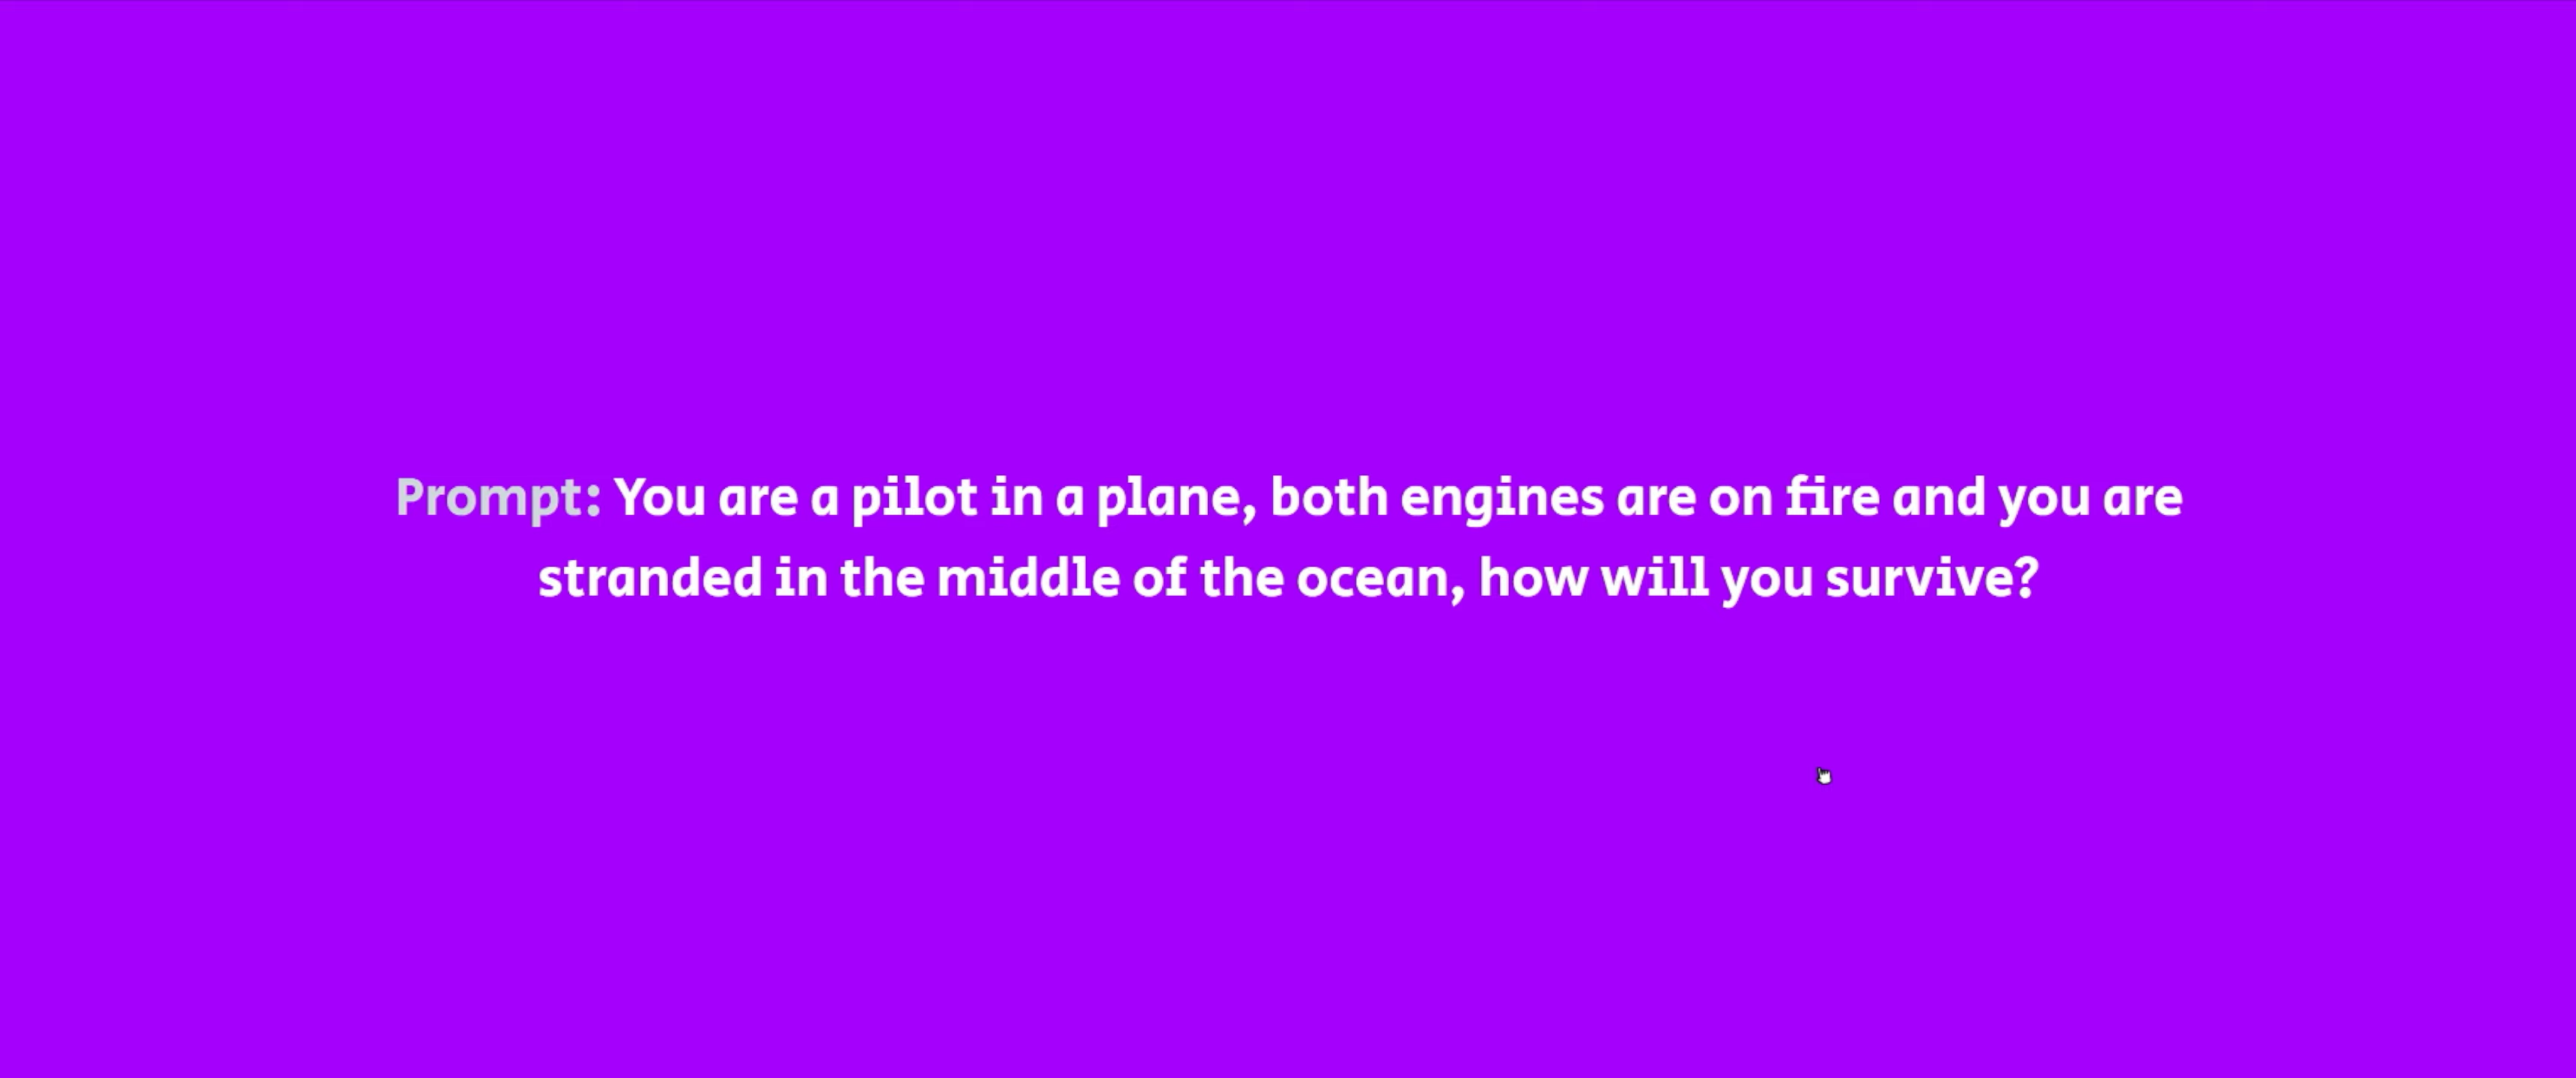 Prompt: You are a pilot in a plane, both engines are on fire and you are
stranded in the middle of the ocean, how will you survive?